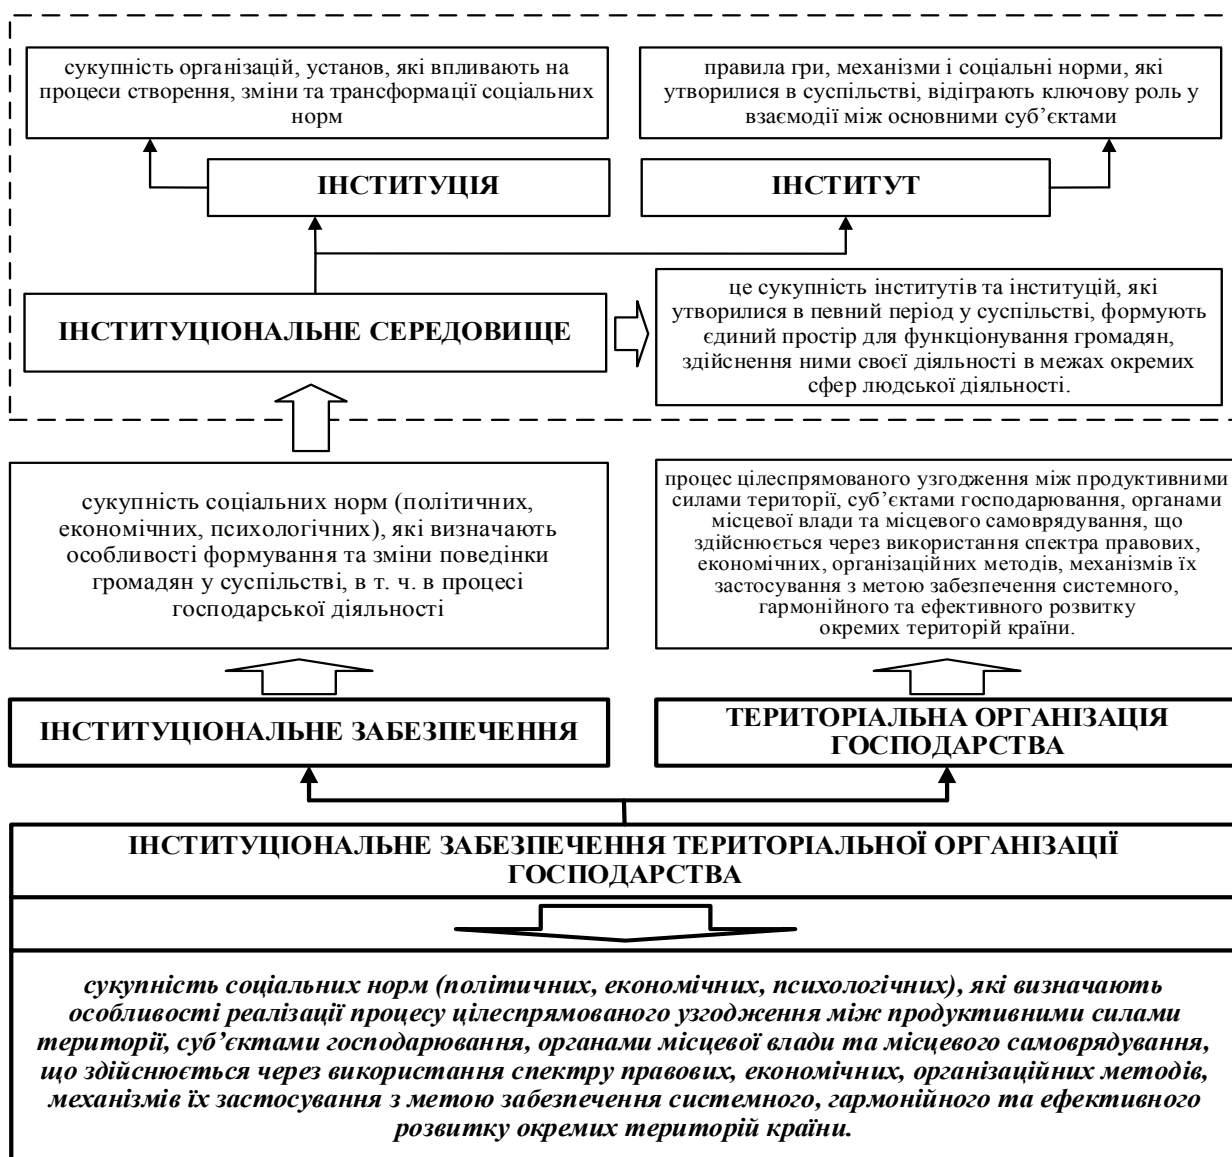 сукупність організацій, установ, які впливають на
процеси створення, зміни та трансформації соціальних
норм
правила гри, механізми і соціальні норми, які
утворилися в суспільстві, відіграють ключову роль у
взаємодії між основними суб’єктами
ІНСТИТУЦІЯ
ІНСТИТУТ
ІНСТИТУЦІОНАЛЬНЕ СЕРЕДОВИЩЕ
це сукупність інститутів та інституцій, які
утворилися в певний період у суспільстві, формують
єдиний простір для функціонування громадян,
здійснення ними своєї діяльності в межах окремих
сфер людської діяльності.
сукупність соціальних норм (політичних,
економічних, психологічних), які визначають
особливості формування та зміни поведінки
громадян у суспільстві, в т. ч. в процесі
господарської діяльності
процес цілеспрямованого узгодження між продуктивними
силами території, суб’єктами господарювання, органами
місцевої влади та місцевого самоврядування, що
здійснюється через використання спектра правових,
економічних, організаційних методів, механізмів їх
застосування з метою забезпечення системного,
гармонійного та ефективного розвитку
окремих територій країни.
ІНСТИТУЦІОНАЛЬНЕ ЗАБЕЗПЕЧЕННЯ
ТЕРИТОРІАЛЬНА ОРГАНІЗАЦІЯ
ГОСПОДАРСТВА
ІНСТИТУЦІОНАЛЬНЕ ЗАБЕЗПЕЧЕННЯ ТЕРИТОРІАЛЬНОЇ ОРГАНІЗАЦІЇ
ГОСПОДАРСТВА
сукупність соціальних норм (політичних, економічних, психологічних), які визначають
особливості реалізації процесу цілеспрямованого узгодження між продуктивними силами
території, суб’єктами господарювання, органами місцевої влади та місцевого самоврядування,
що здійснюється через використання спектру правових, економічних, організаційних методів,
механізмів їх застосування з метою забезпечення системного, гармонійного та ефективного
розвитку окремих територій країни.